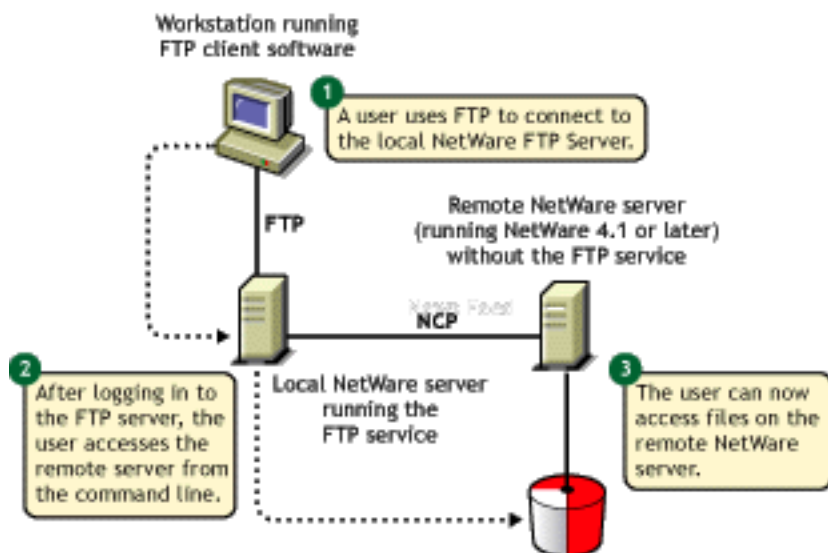 Workstation running
FTP client software
1
A user uses FTP to connect to
the local NetWare FTP Server.
FTP
Remote NetWare server
(running NetWare 4.1 or later)
without the FTP service
News Feed
NCP
2
After logging in to
the FTP server, the
user accesses the
remote server from
the command line.
Local NetWare server
running the
FTP service
3
The user can now
access files on the
remote NetWare
server.